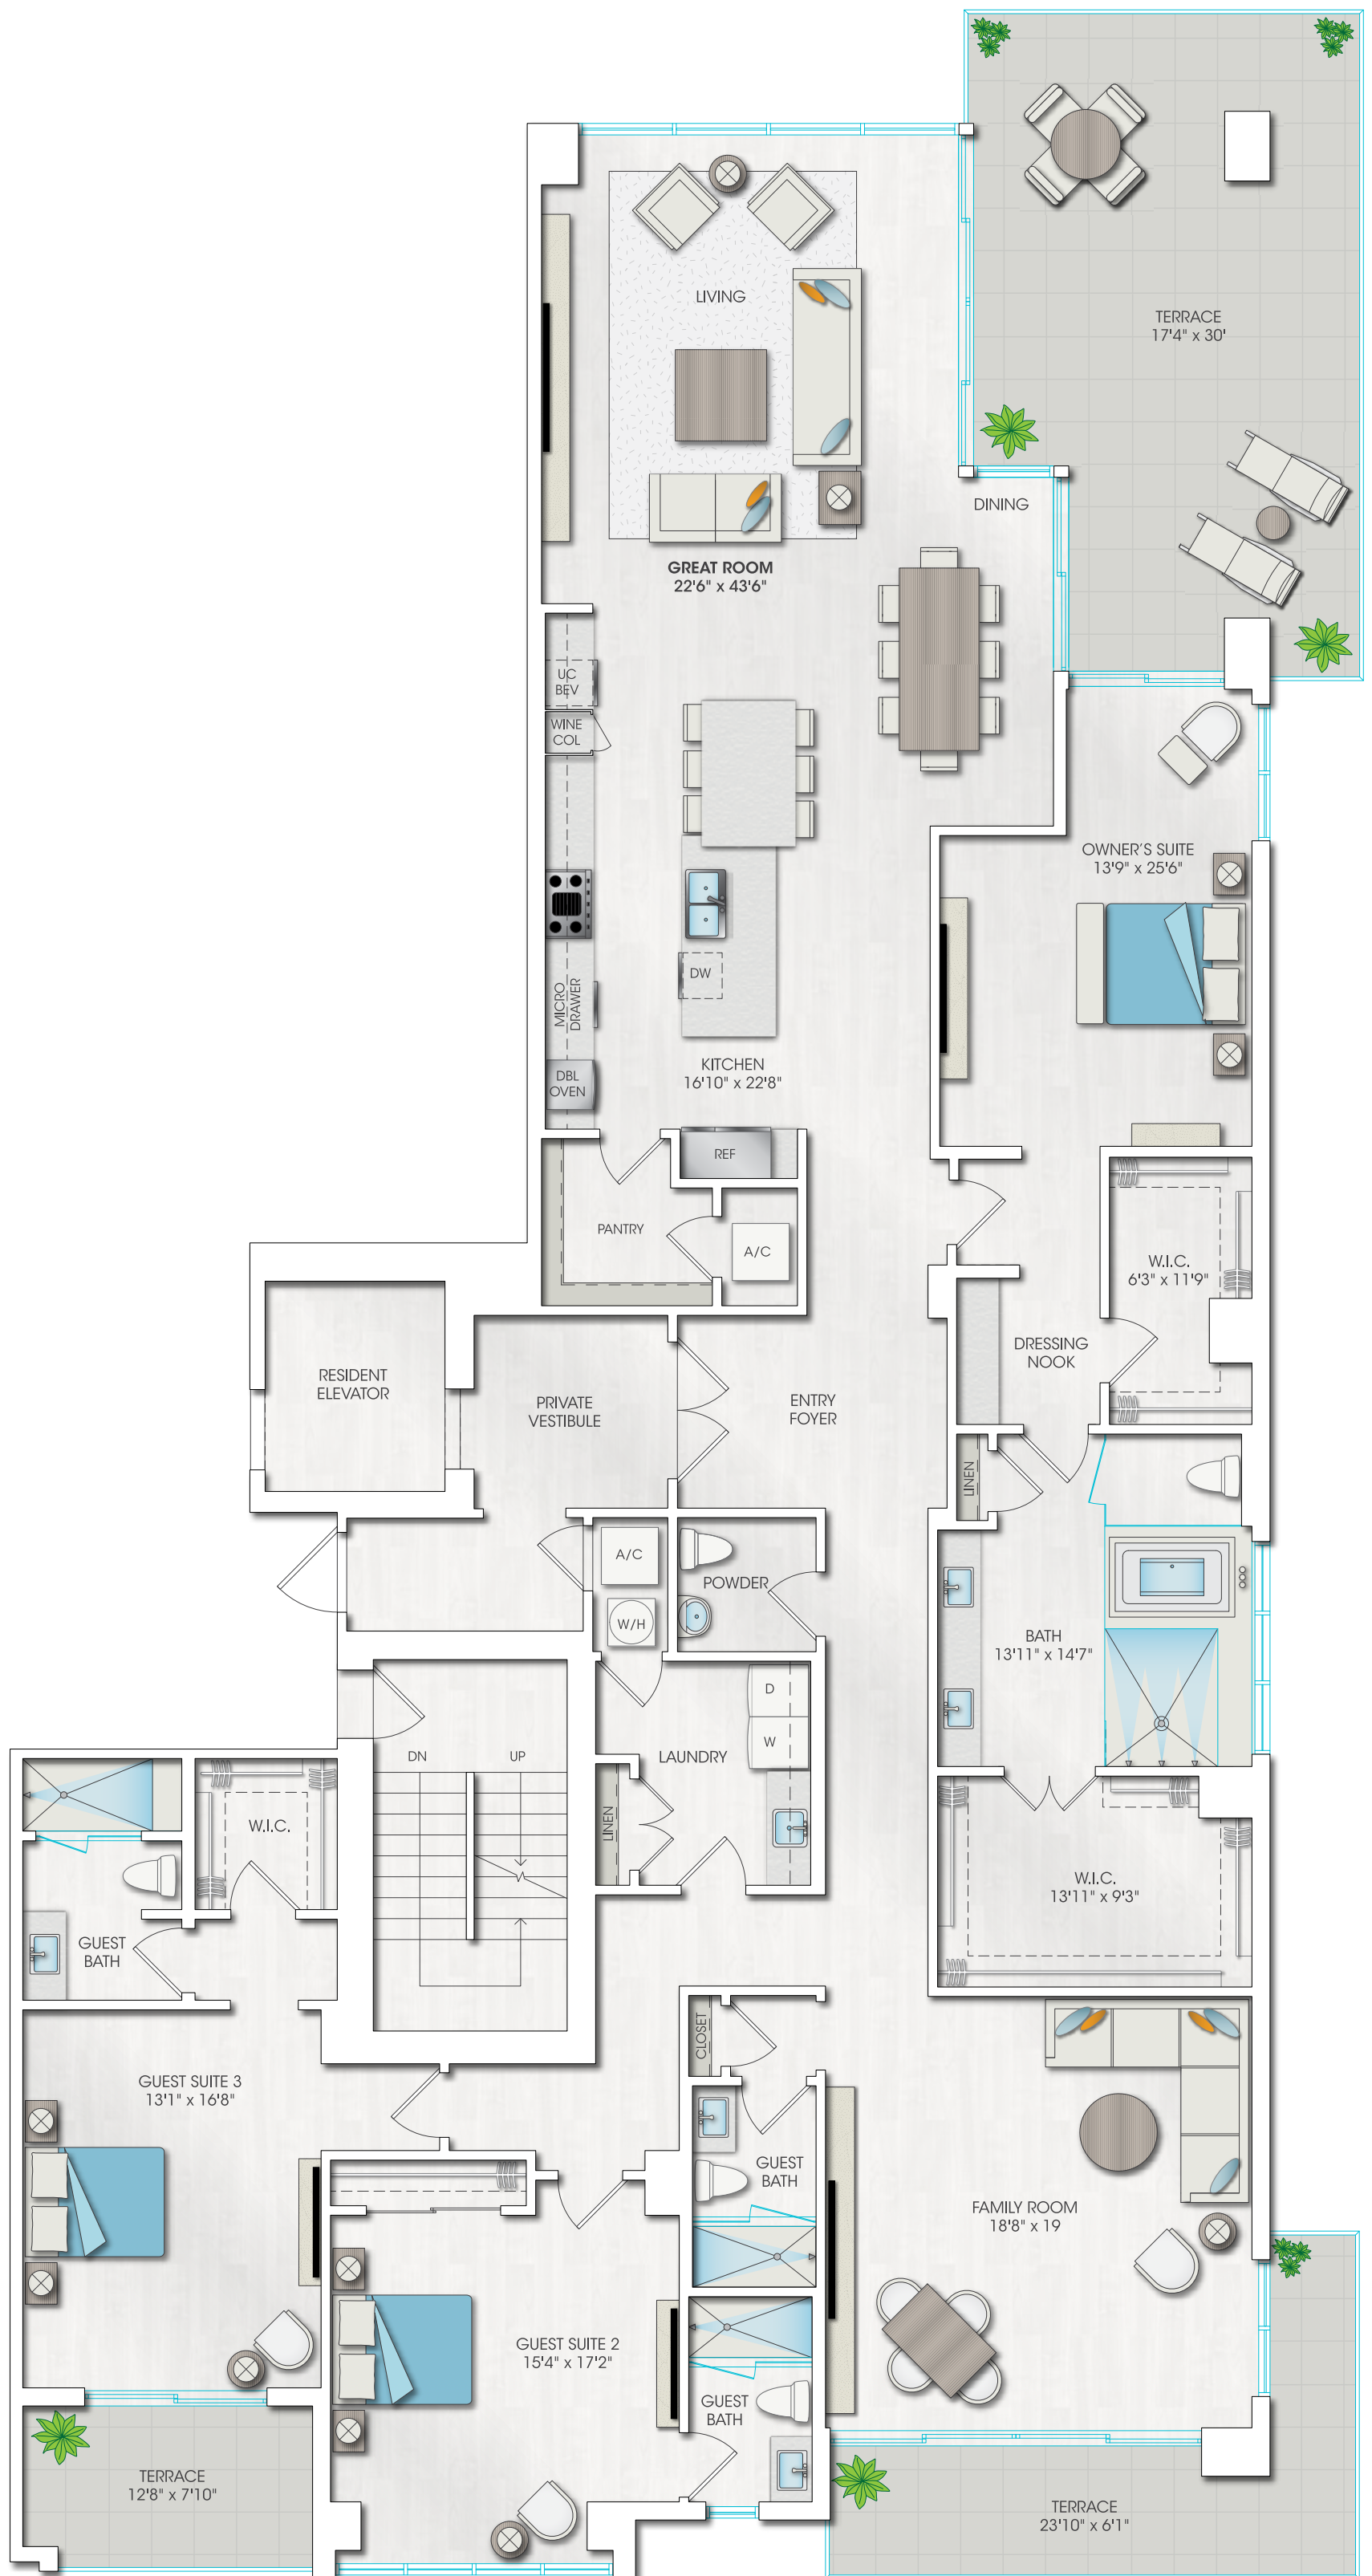 LIVING
TERRACE
17'4" x 30'
DINING
GREAT ROOM
22'6" x 43'6"
UC
BEV
WINE
COL
OWNER'S SUITE
13'9" x 25'6"
DW
MICRO
DRAWER
KITCHEN
16'10" x 22'8"
DBL
OVEN
REF
PANTRY
A/C
W.I.C.
6'3" x 11'9"
RESIDENT
ELEVATOR
PRIVATE
VESTIBULE
ENTRY
FOYER
DRESSING
NOOK
LINEN
A/C
POWDER
W/H
BATH
13'11" x 14'7"
D
W
LAUNDRY
DN
UP
LINEN
W.I.C.
W.I.C.
13'11" x 9'3"
GUEST
BATH
CLOSET
GUEST SUITE 3
13'1" x 16'8"
GUEST
BATH
FAMILY ROOM
18'8" x 19
GUEST SUITE 2
15'4" x 17'2"
GUEST
BATH
TERRACE
12'8" x 7'10"
TERRACE
23'10" x 6'1"